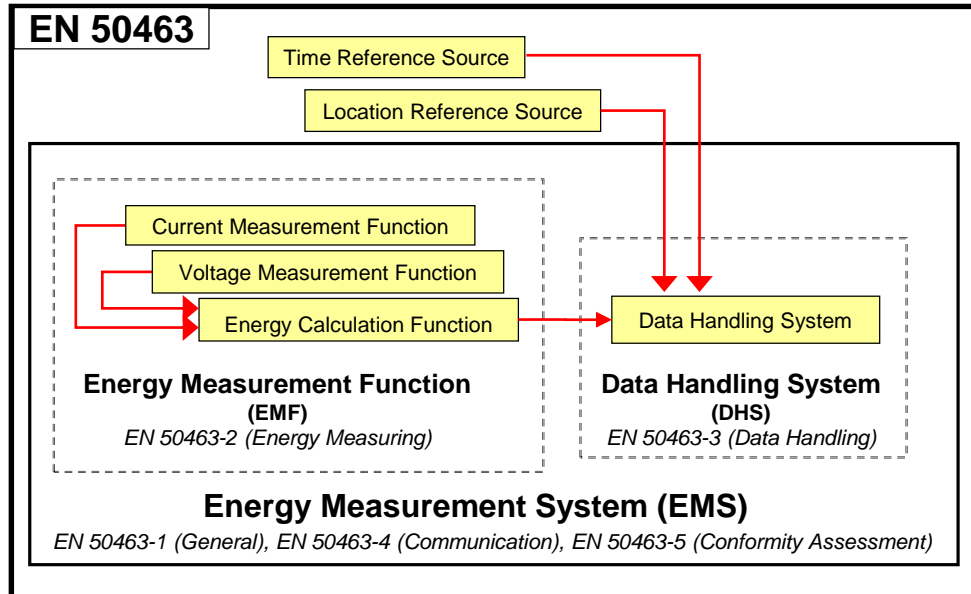 EN 50463
Time Reference Source
Location Reference Source
Current Measurement Function
Voltage Measurement Function
Energy Calculation Function
Data Handling System
Energy Measurement Function
(EMF)
EN 50463-2 (Energy Measuring)
Data Handling System
(DHS)
EN 50463-3 (Data Handling)
Energy Measurement System (EMS)
EN 50463-1 (General), EN 50463-4 (Communication), EN 50463-5 (Conformity Assessment)